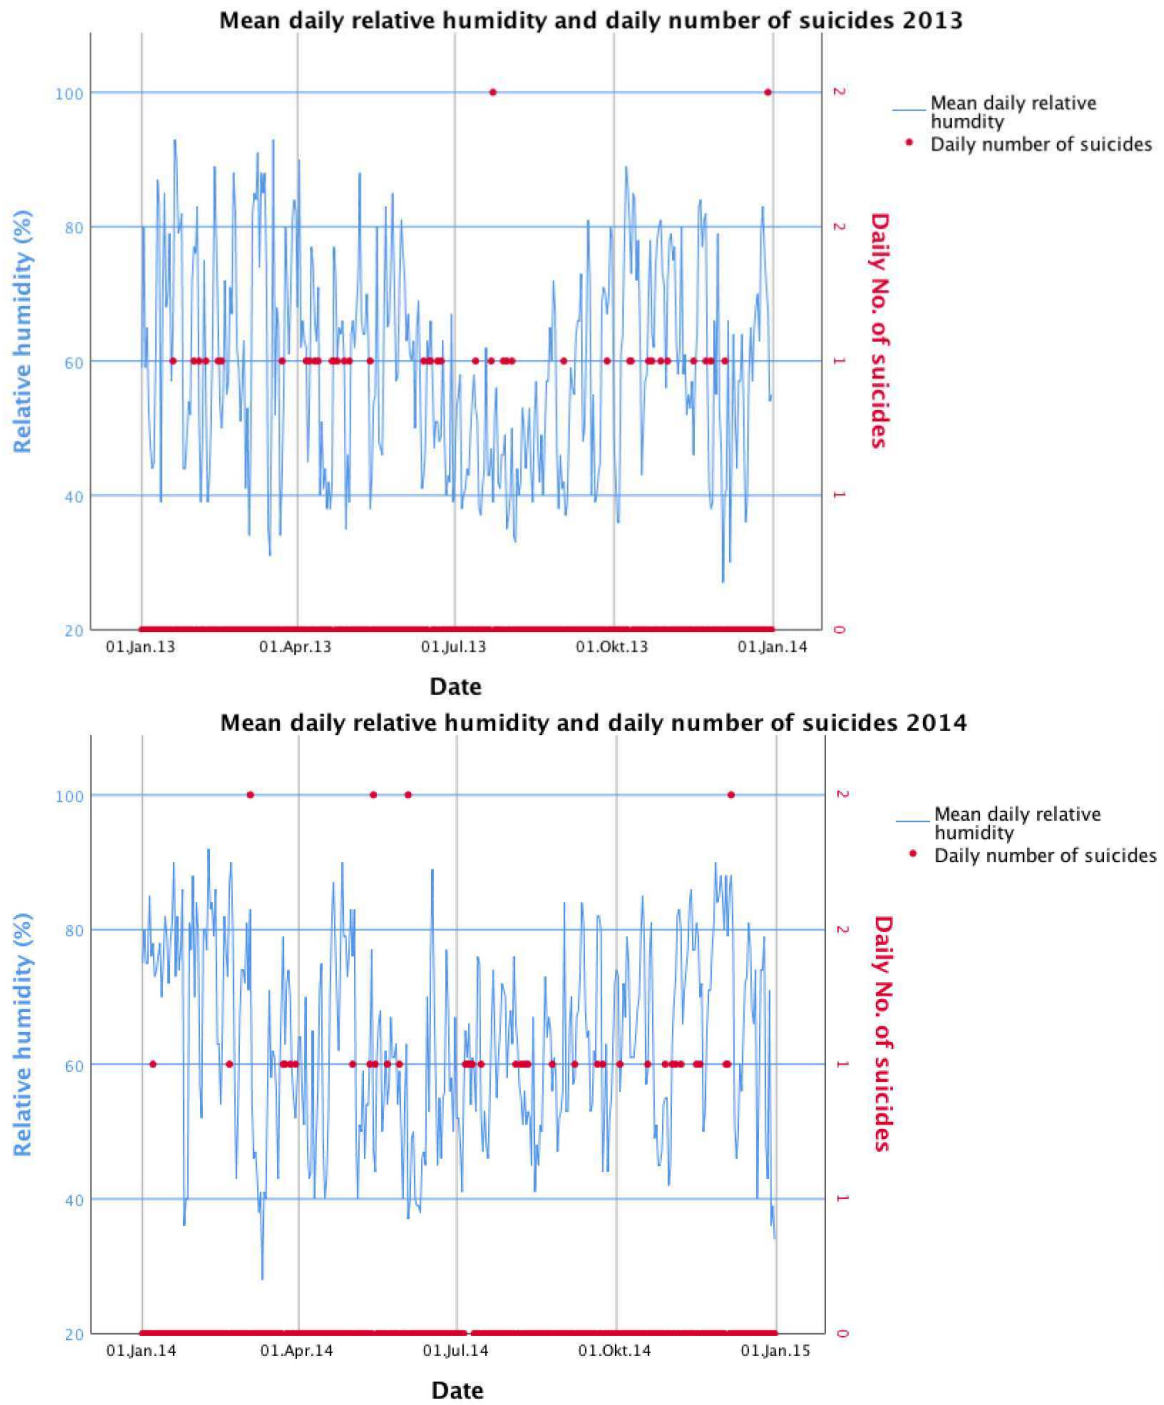 Mean daily relative humidity and daily number of suicides 2013
100
80
60
40
20
Relative humidity (%)
2
2
1
1
0
Daily No. of suicides
Mean daily relative
humdity
Daily number of suicides
01.Jan.13
01.Apr.13
01.Jul.13
01.Okt.13
01.Jan.14
Date
Mean daily relative humidity and daily number of suicides 2014
100
80
60
40
20
Relative humidity (%)
2
2
1
1
0
Daily No. of suicides
Mean daily relative
humidity
Daily number of suicides
01.Jan.14
01.Apr.14
01.Jul.14
01.Okt.14
01.Jan.15
Date